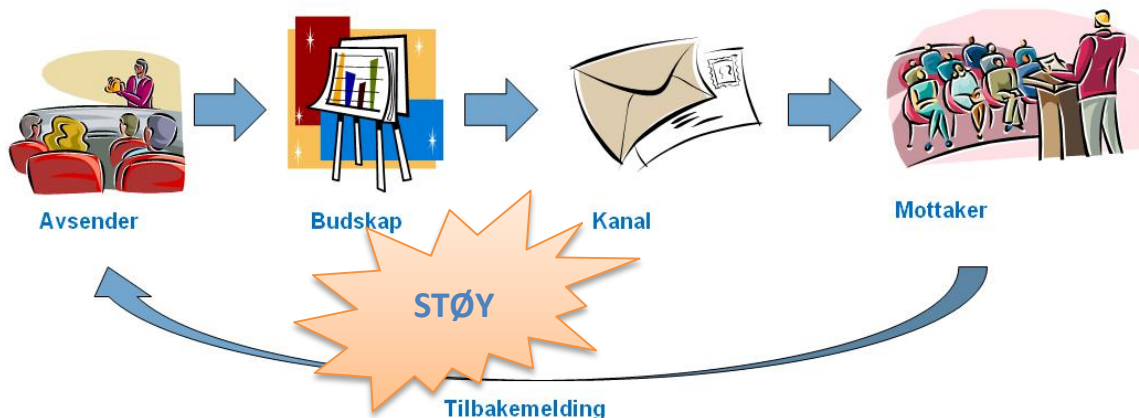 Avsender
Budskap
Kanal
Mottaker
STØY
Tilbakemelding